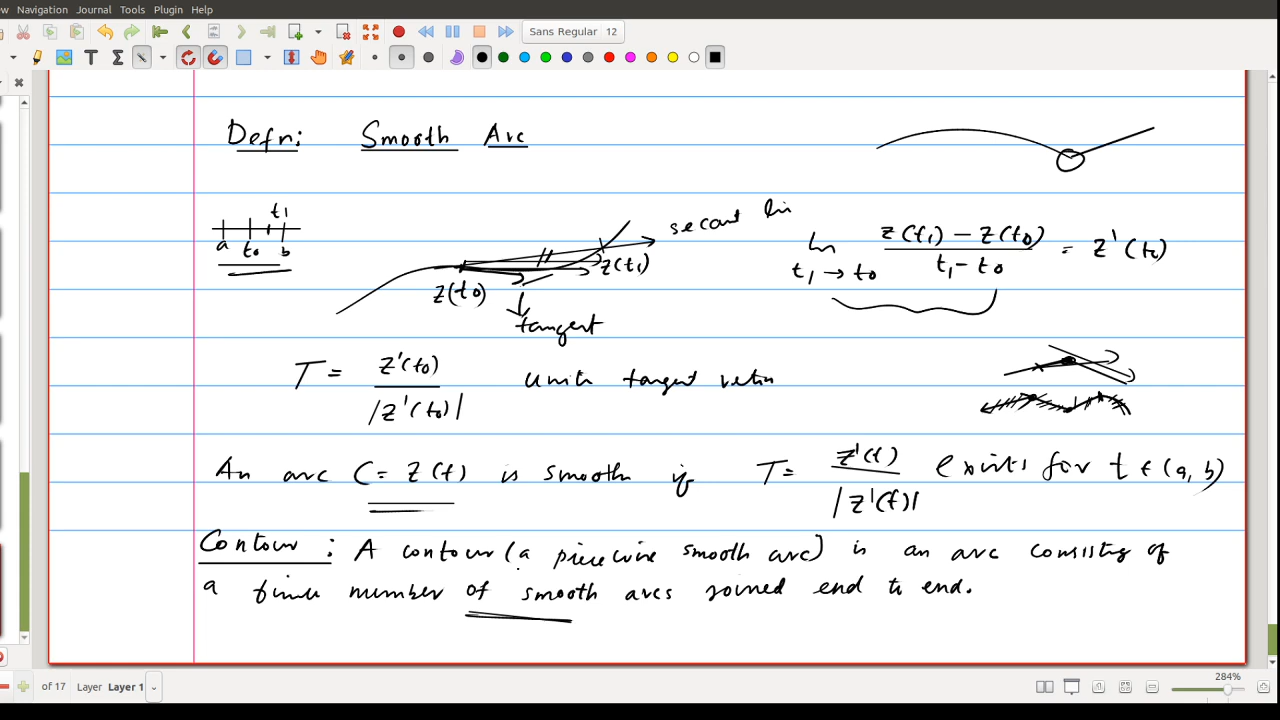 w Navigation Journal Tools Plugin Help
Sans Regular 12
Defn: Smooth Arc
a t0 t1 b
z(t0) z(t1) secant lin
tangent
lim t1 → t0 z(t1) − z(t0) / t1 − t0 = z'(t0)
T = z'(t0) / |z'(t0)| unit tangent vector
An arc C = z(t) is smooth if T = z'(t) / |z'(t)| exists for t ∈ (a, b)
Contour : A contour (a piecewise smooth arc) is an arc consisting of
a finite number of smooth arcs joined end to end.
of 17 Layer Layer 1 284%